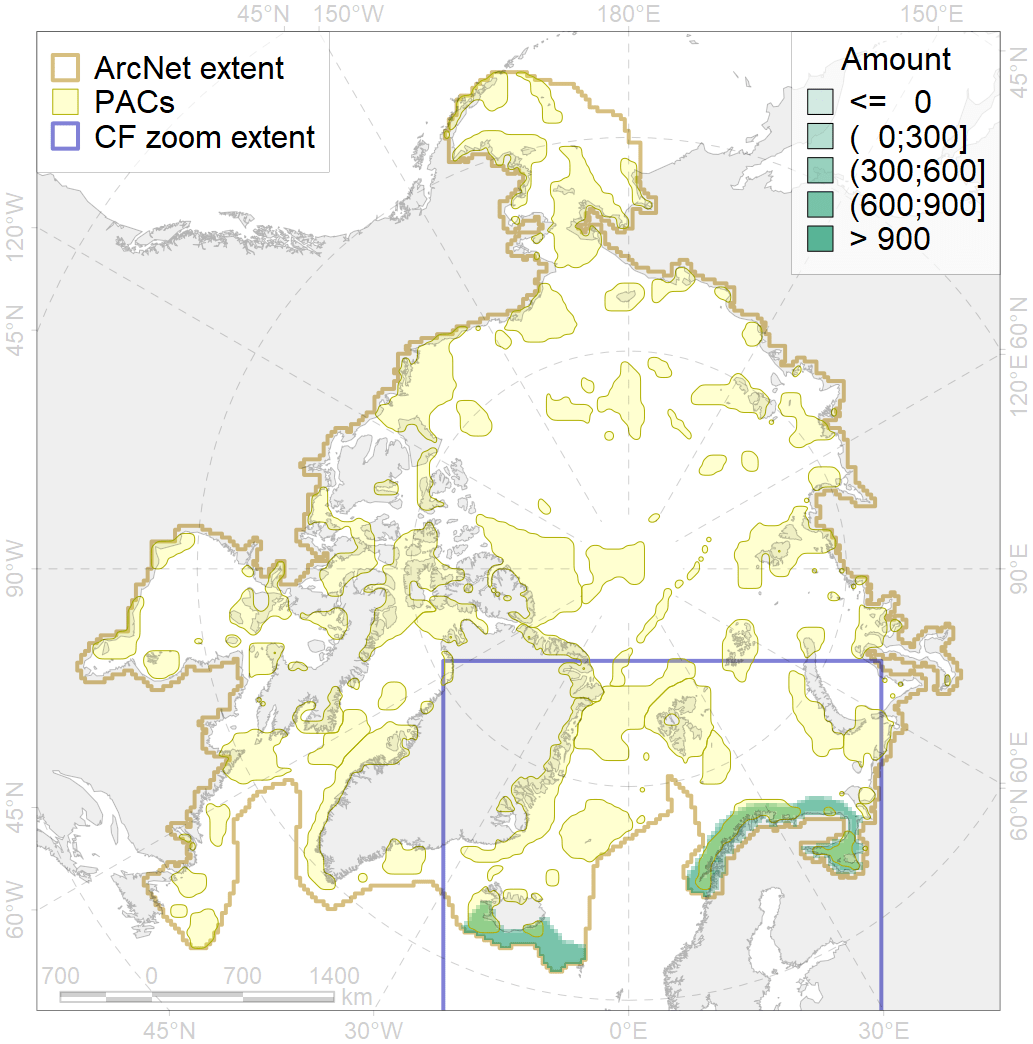 45°N 150°W 180°E 150°E
ArcNet extent
PACs
CF zoom extent
Amount
<= 0
( 0;300]
(300;600]
(600;900]
> 900
45°N
120°W
45°N
90°W
45°N
60°W
60°N
120°E
90°E
60°E
60°N
700 0 700 1400
km
45°N 30°W 0°E 30°E